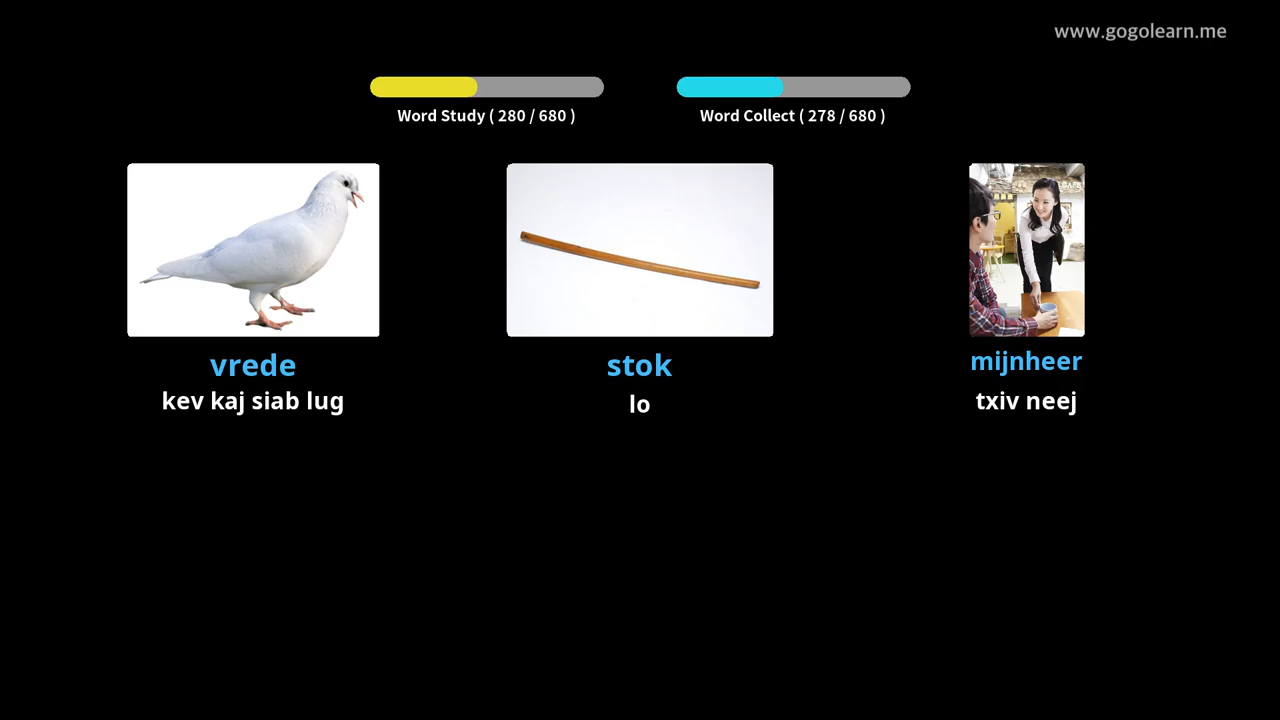 www.gogolearn.me
Word Study ( 280 / 680 )
Word Collect ( 278 / 680 )
vrede
kev kaj siab lug
stok
lo
mijnheer
txiv neej